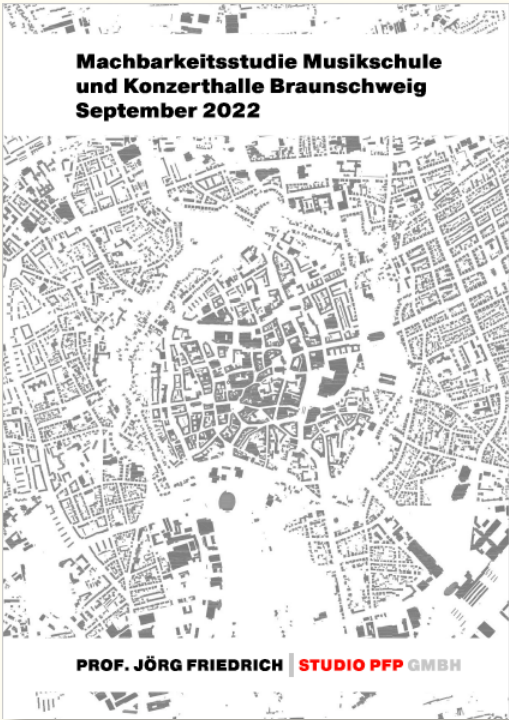 Machbarkeitsstudie Musikschule
und Konzerthalle Braunschweig
September 2022
PROF. JÖRG FRIEDRICH | STUDIO PFP GMBH